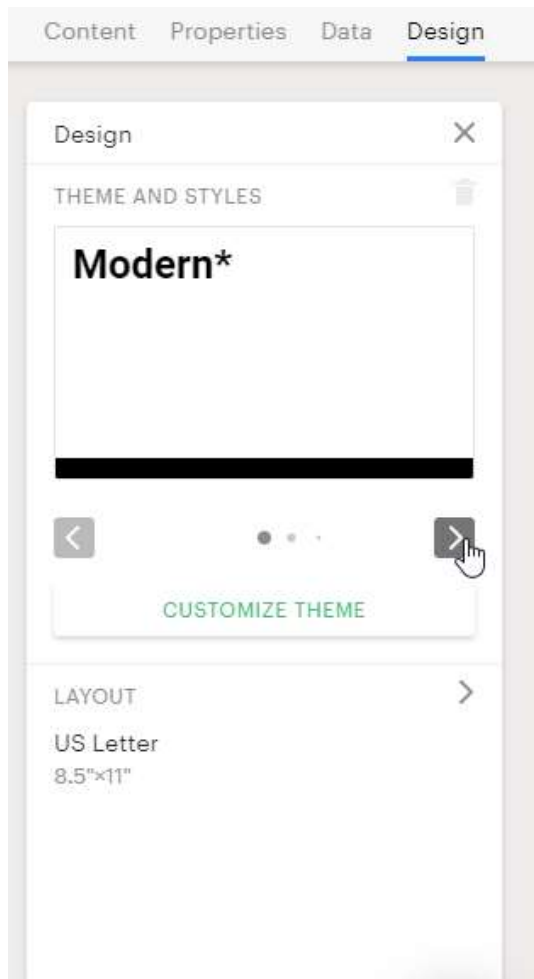 Content Properties Data Design
Design
THEME AND STYLES
Modern*
CUSTOMIZE THEME
LAYOUT
US Letter
8.5"×11"